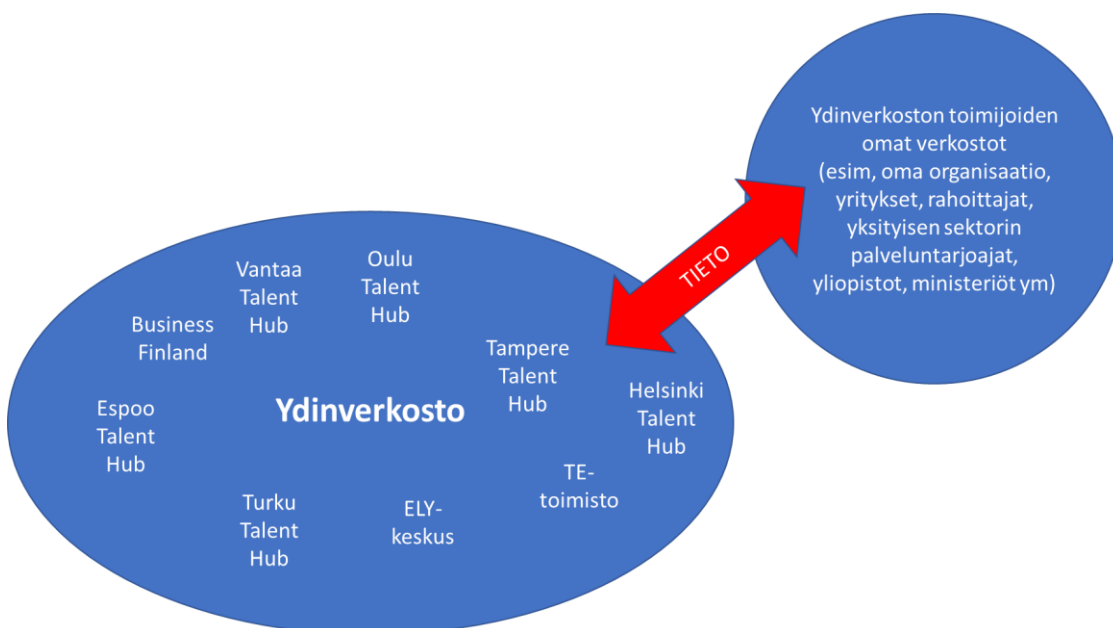 Ydinverkoston toimijoiden
omat verkostot
(esim, oma organisaatio,
yritykset, rahoittajat,
yksityisen sektorin
palveluntarjoajat,
yliopistot, ministeriöt ym)
TIETO
Vantaa
Talent
Hub
Oulu
Talent
Hub
Business
Finland
Tampere
Talent
Hub
Helsinki
Talent
Hub
Ydinverkosto
Espoo
Talent
Hub
TE-
toimisto
Turku
Talent
Hub
ELY-
keskus